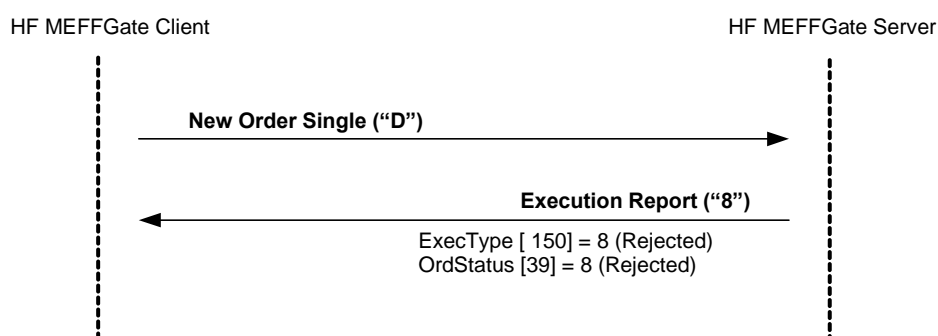 HF MEFFGate Client
HF MEFFGate Server
New Order Single (“D”)
Execution Report (“8”)
ExecType [ 150] = 8 (Rejected)
OrdStatus [39] = 8 (Rejected)